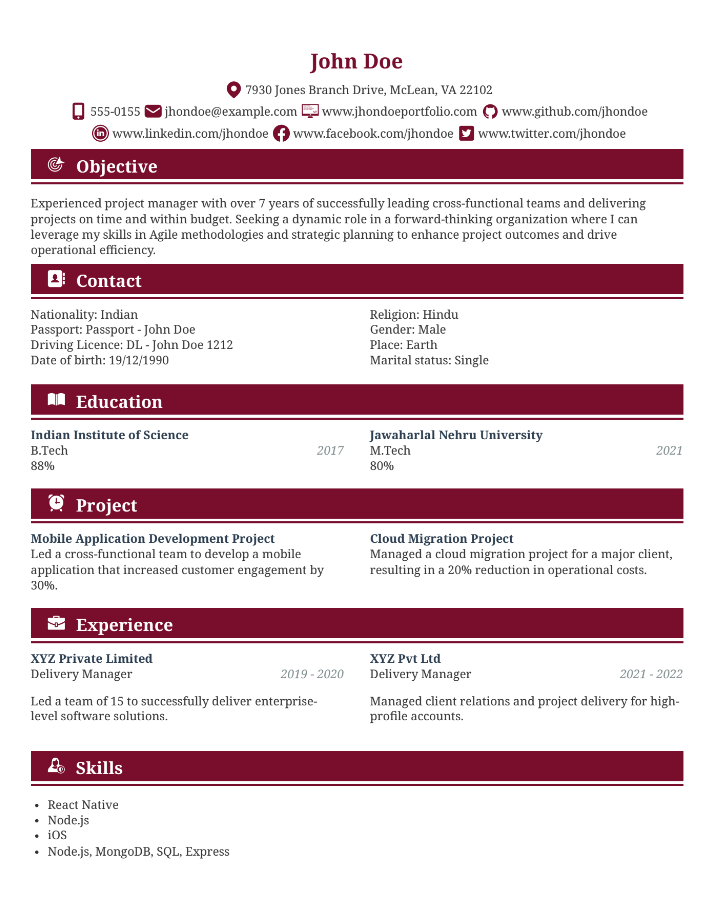 John Doe
7930 Jones Branch Drive, McLean, VA 22102
555-0155 jhondoe@example.com www.jhondoeportfolio.com www.github.com/jhondoe
www.linkedin.com/jhondoe www.facebook.com/jhondoe www.twitter.com/jhondoe
Objective
Experienced project manager with over 7 years of successfully leading cross-functional teams and delivering
projects on time and within budget. Seeking a dynamic role in a forward-thinking organization where I can
leverage my skills in Agile methodologies and strategic planning to enhance project outcomes and drive
operational efficiency.
Contact
Nationality: Indian
Passport: Passport - John Doe
Driving Licence: DL - John Doe 1212
Date of birth: 19/12/1990
Religion: Hindu
Gender: Male
Place: Earth
Marital status: Single
Education
Indian Institute of Science
B.Tech 2017
88%
Jawaharlal Nehru University
M.Tech 2021
80%
Project
Mobile Application Development Project
Led a cross-functional team to develop a mobile
application that increased customer engagement by
30%.
Cloud Migration Project
Managed a cloud migration project for a major client,
resulting in a 20% reduction in operational costs.
Experience
XYZ Private Limited
Delivery Manager 2019 - 2020
Led a team of 15 to successfully deliver enterprise-
level software solutions.
XYZ Pvt Ltd
Delivery Manager 2021 - 2022
Managed client relations and project delivery for high-
profile accounts.
Skills
• React Native
• Node.js
• iOS
• Node.js, MongoDB, SQL, Express